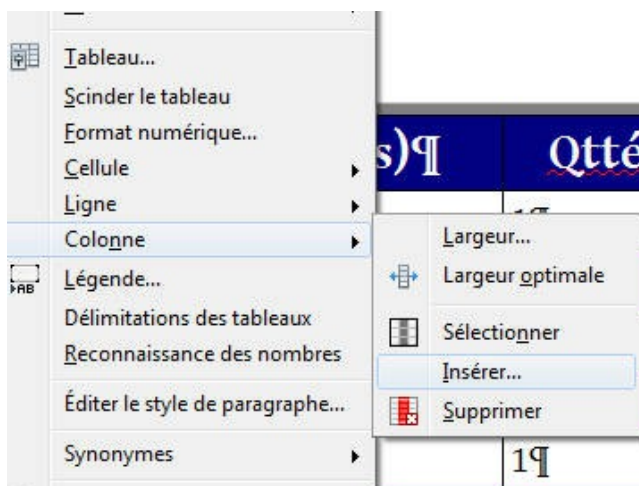 Tableau...
Scinder le tableau
Format numérique...
Cellule
Ligne
Colonne
Légende...
Délimitations des tableaux
Reconnaissance des nombres
Éditer le style de paragraphe...
Synonymes
AB
s)¶
Qtté
Largeur...
Largeur optimale
Sélectionner
Insérer...
Supprimer
1¶